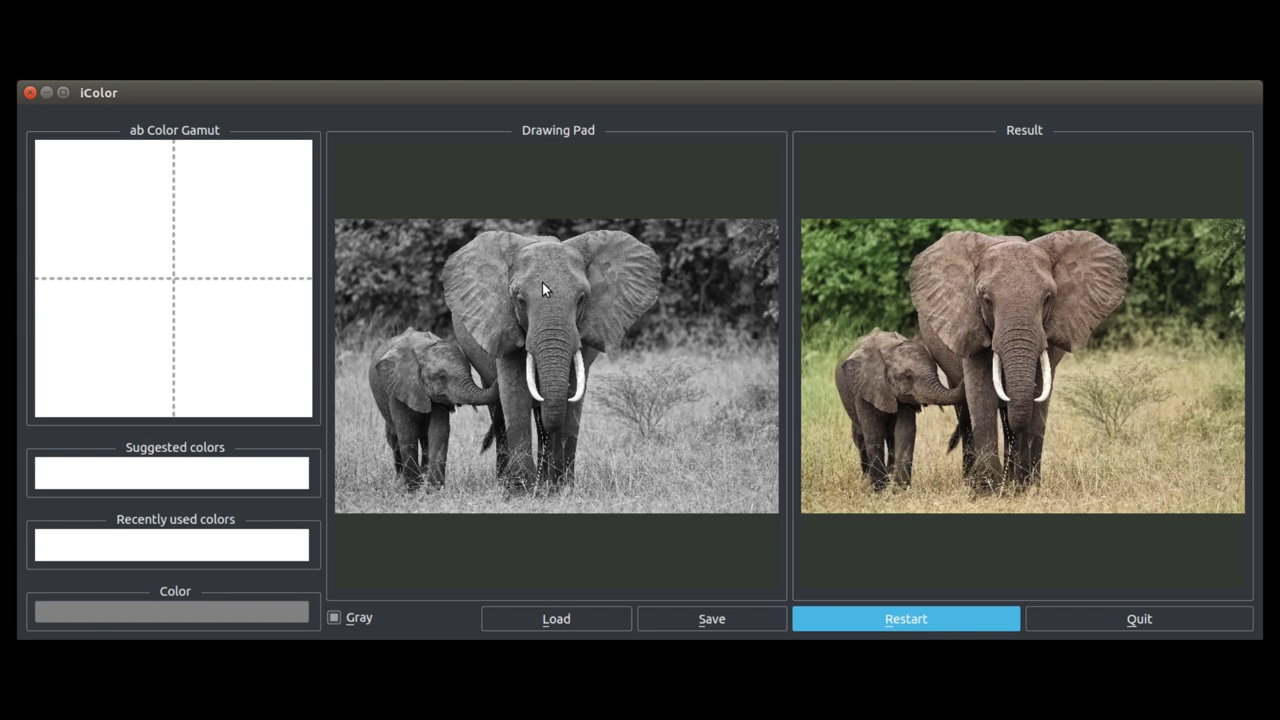 iColor
ab Color Gamut
Drawing Pad
Result
Suggested colors
Recently used colors
Color
Gray
Load
Save
Restart
Quit